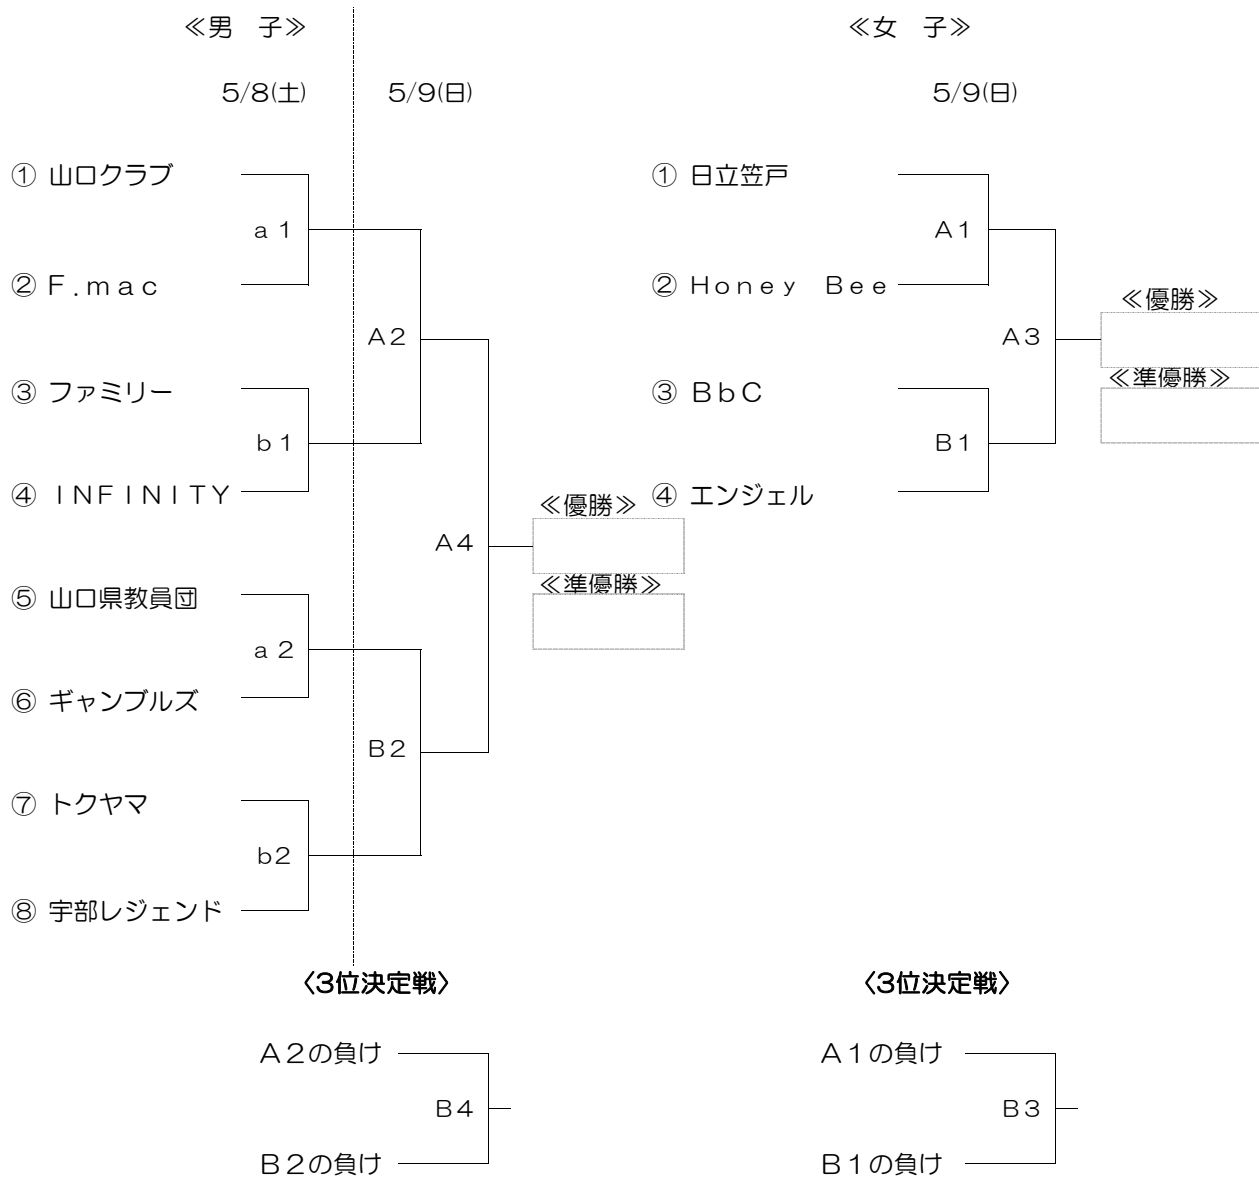 ≪男　子≫
5/8(土)
5/9(日)
① 山口クラブ
a1
② F.mac
A2
③ ファミリー
b1
④ INFINITY
≪優勝≫
A4
≪準優勝≫
⑤ 山口県教員団
a2
⑥ ギャンブルズ
B2
⑦ トクヤマ
b2
⑧ 宇部レジェンド
〈3位決定戦〉
A2の負け
B4
B2の負け
≪女　子≫
5/9(日)
① 日立笠戸
A1
② Honey　Bee
≪優勝≫
A3
≪準優勝≫
③ BbC
B1
④ エンジェル
〈3位決定戦〉
A1の負け
B3
B1の負け